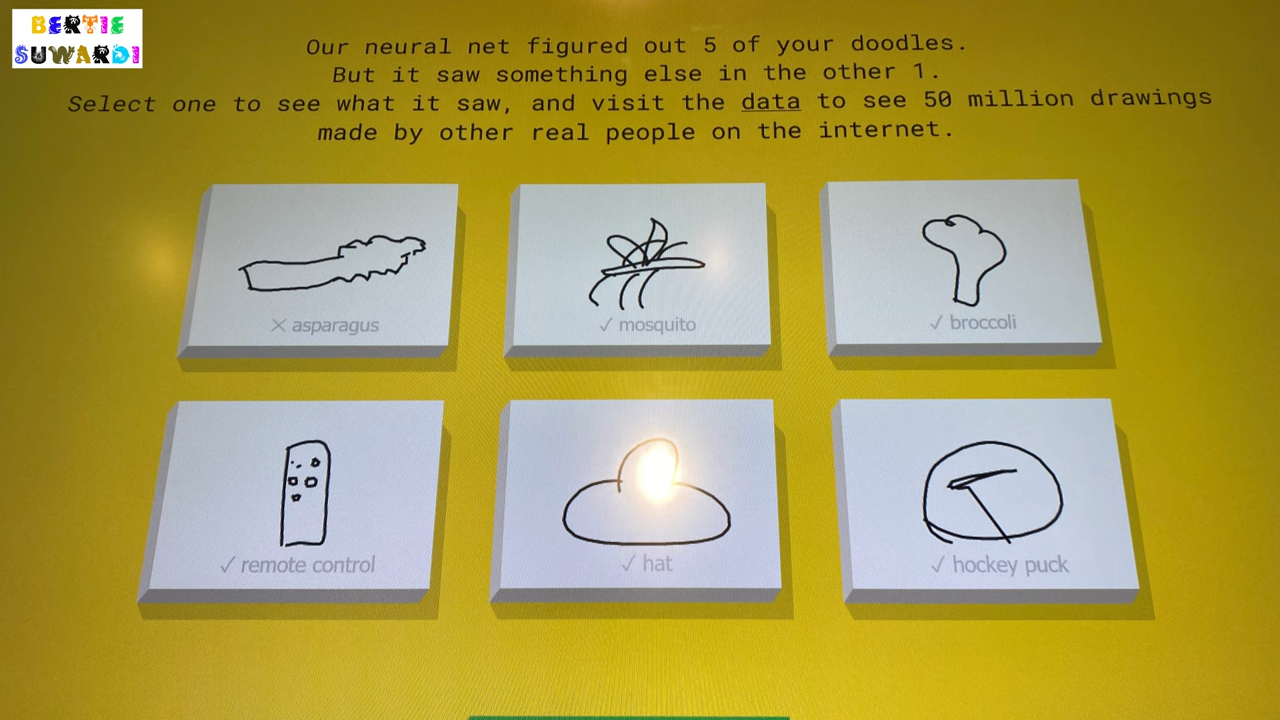 BERTIE
SUWARDI
Our neural net figured out 5 of your doodles.
But it saw something else in the other 1.
Select one to see what it saw, and visit the data to see 50 million drawings
made by other real people on the internet.
✕ asparagus
✓ mosquito
✓ broccoli
✓ remote control
✓ hat
✓ hockey puck